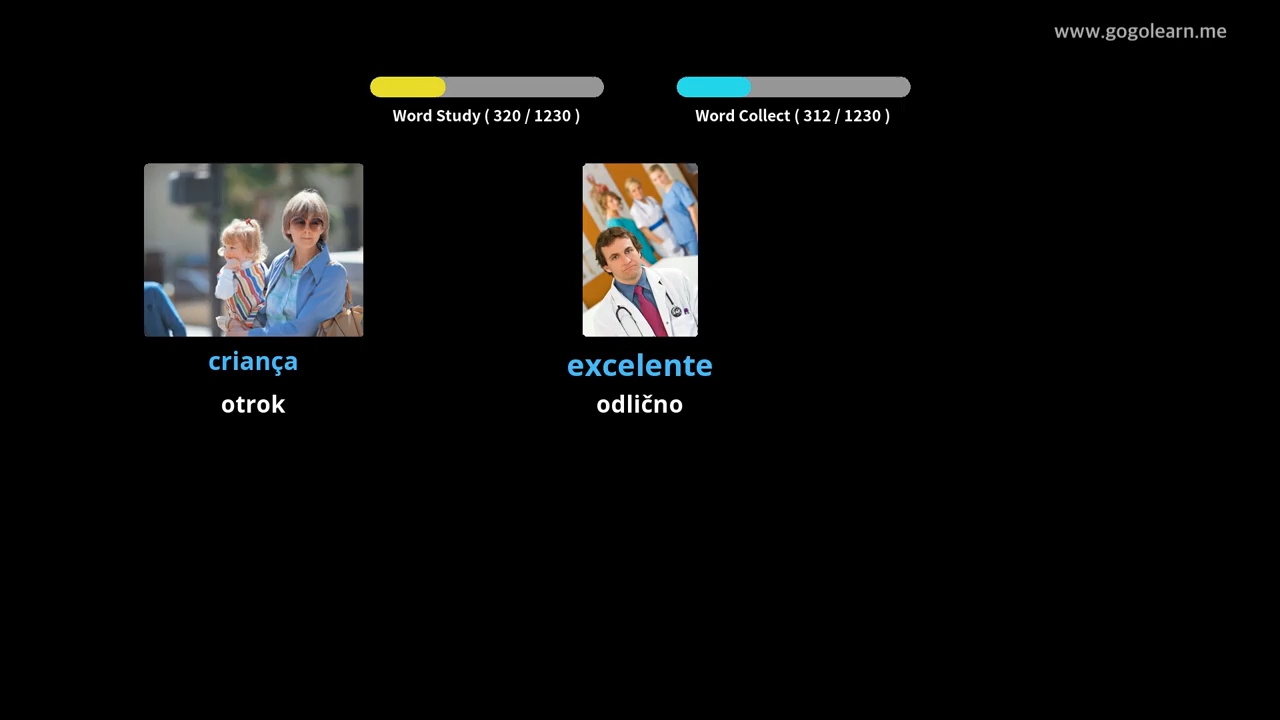 www.gogolearn.me
Word Study ( 320 / 1230 )
Word Collect ( 312 / 1230 )
criança
otrok
excelente
odlično